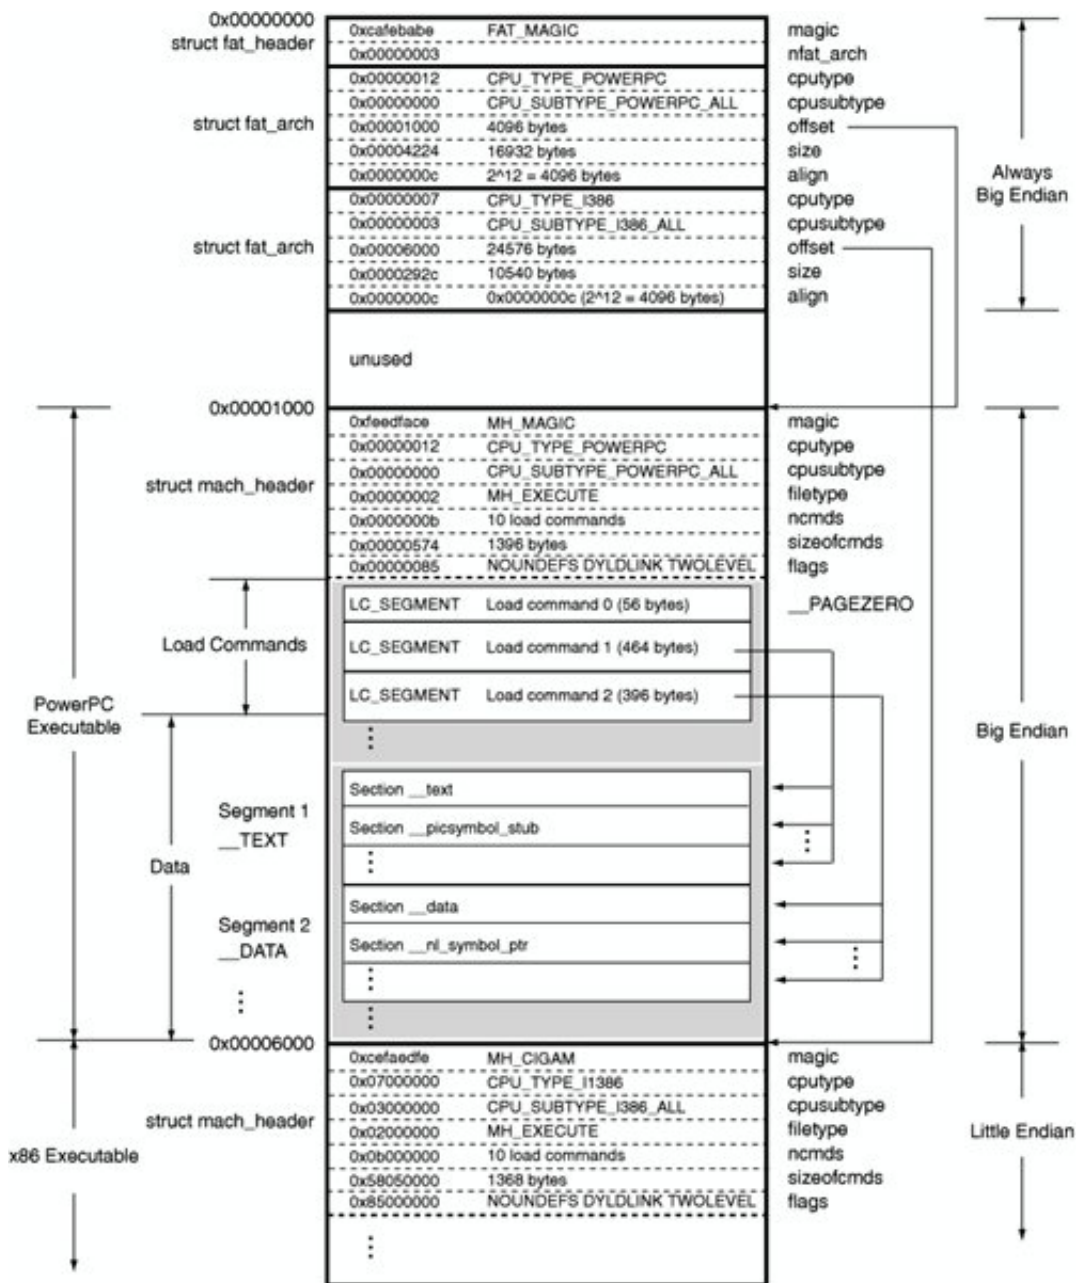 0x00000000
struct fat_header
0xcafebabe FAT_MAGIC magic
0x00000003 nfat_arch
0x00000012 CPU_TYPE_POWERPC cputype
0x00000000 CPU_SUBTYPE_POWERPC_ALL cpusubtype
struct fat_arch 0x00001000 4096 bytes offset
0x00004224 16932 bytes size
0x0000000c 2^12 = 4096 bytes align
Always
Big Endian
0x00000007 CPU_TYPE_I386 cputype
0x00000003 CPU_SUBTYPE_I386_ALL cpusubtype
struct fat_arch 0x00006000 24576 bytes offset
0x0000292c 10540 bytes size
0x0000000c 0x0000000c (2^12 = 4096 bytes) align
unused
0x00001000
0xfeedface MH_MAGIC magic
0x00000012 CPU_TYPE_POWERPC cputype
0x00000000 CPU_SUBTYPE_POWERPC_ALL cpusubtype
struct mach_header
0x00000002 MH_EXECUTE filetype
0x0000000b 10 load commands ncmds
0x00000574 1396 bytes sizeofcmds
0x00000085 NOUNDEFS DYLDLINK TWOLEVEL flags
LC_SEGMENT Load command 0 (56 bytes) __PAGEZERO
Load Commands
LC_SEGMENT Load command 1 (464 bytes)
LC_SEGMENT Load command 2 (396 bytes)
PowerPC
Executable
Big Endian
Section __text
Segment 1
__TEXT
Section __picsymbol_stub
Data
Section __data
Segment 2
__DATA
Section __nl_symbol_ptr
0x00006000
0xcefaedfe MH_CIGAM magic
0x07000000 CPU_TYPE_I1386 cputype
0x03000000 CPU_SUBTYPE_I386_ALL cpusubtype
struct mach_header
0x02000000 MH_EXECUTE filetype
Little Endian
0x0b000000 10 load commands ncmds
x86 Executable
0x58050000 1368 bytes sizeofcmds
0x85000000 NOUNDEFS DYLDLINK TWOLEVEL flags